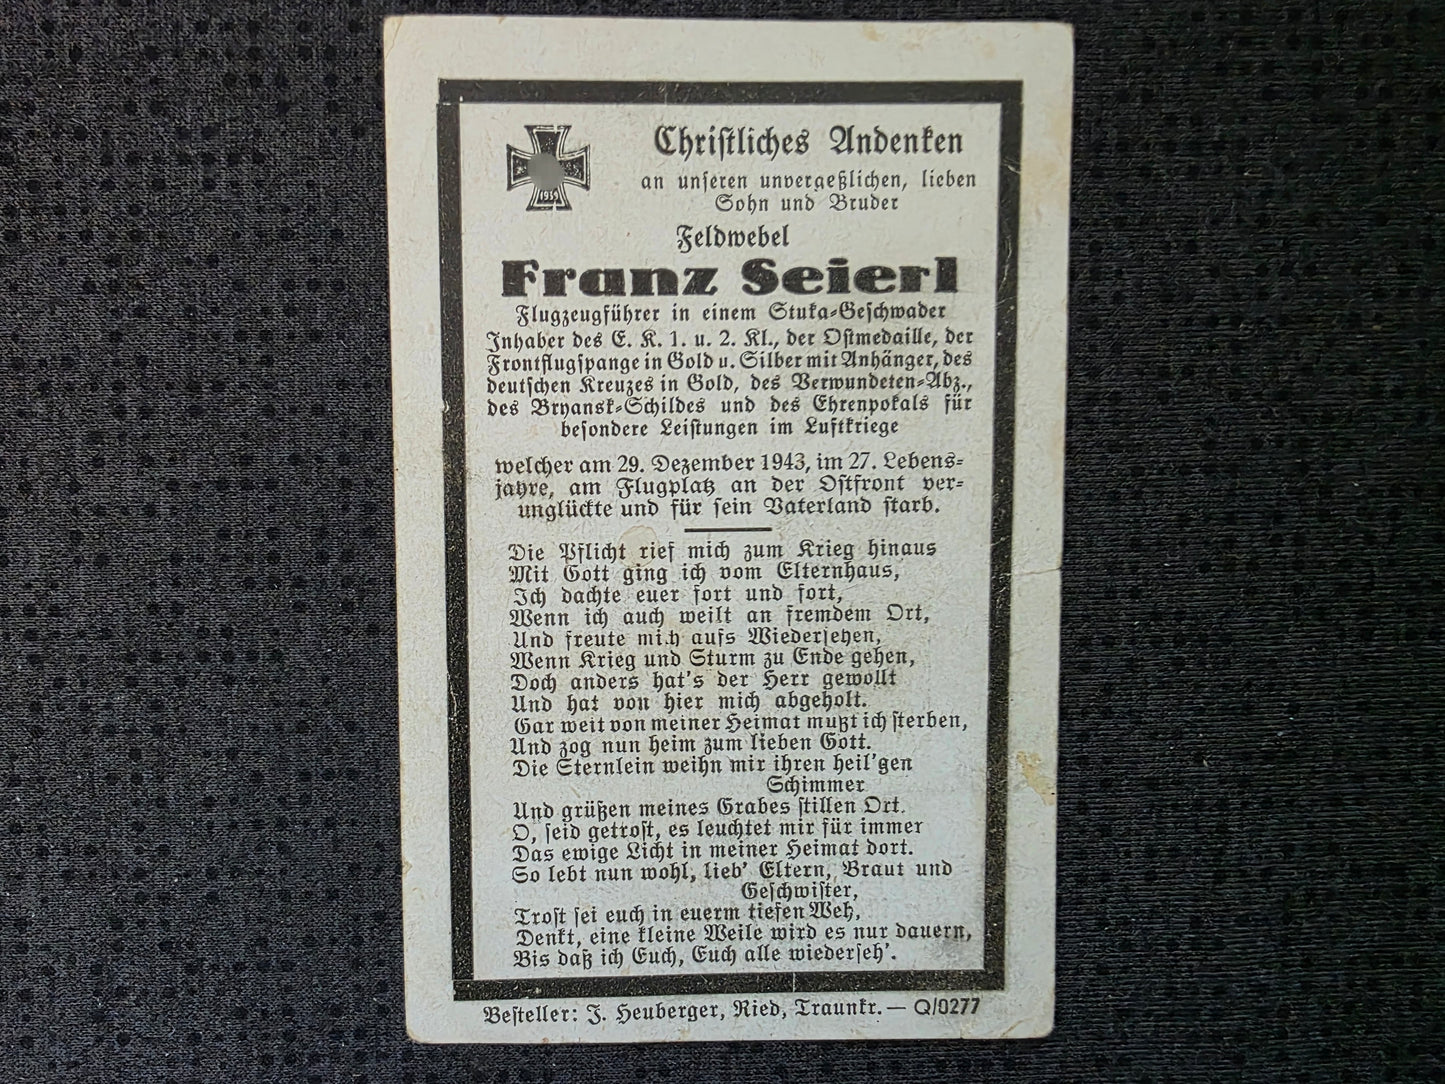 1939
Christliches Andenken
an unseren unvergeßlichen, lieben
Sohn und Bruder
Feldwebel
Franz Seierl
Flugzeugführer in einem Stuka-Geschwader
Inhaber des E. K. 1. u. 2. Kl., der Ostmedaille, der
Frontflugspange in Gold u. Silber mit Anhänger, des
deutschen Kreuzes in Gold, des Verwundeten-Abz.,
des Bryansk-Schildes und des Ehrenpokals für
besondere Leistungen im Luftkriege
welcher am 29. Dezember 1943, im 27. Lebens-
jahre, am Flugplatz an der Ostfront ver-
unglückte und für sein Vaterland starb.
Die Pflicht rief mich zum Krieg hinaus
Mit Gott ging ich vom Elternhaus,
Ich dachte euer fort und fort,
Wenn ich auch weilt an fremdem Ort,
Und freute mich aufs Wiedersehen,
Wenn Krieg und Sturm zu Ende gehen,
Doch anders hat's der Herr gewollt
Und hat von hier mich abgeholt.
Gar weit von meiner Heimat mußt ich sterben,
Und zog nun heim zum lieben Gott.
Die Sternlein weihn mir ihren heil'gen
Schimmer
Und grüßen meines Grabes stillen Ort.
O, seid getrost, es leuchtet mir für immer
Das ewige Licht in meiner Heimat dort.
So lebt nun wohl, lieb' Eltern, Braut und
Geschwister,
Trost sei euch in euerm tiefen Weh,
Denkt, eine kleine Weile wird es nur dauern,
Bis daß ich Euch, Euch alle wiederseh'.
Besteller: J. Heuberger, Ried, Traunkr. — Q/0277